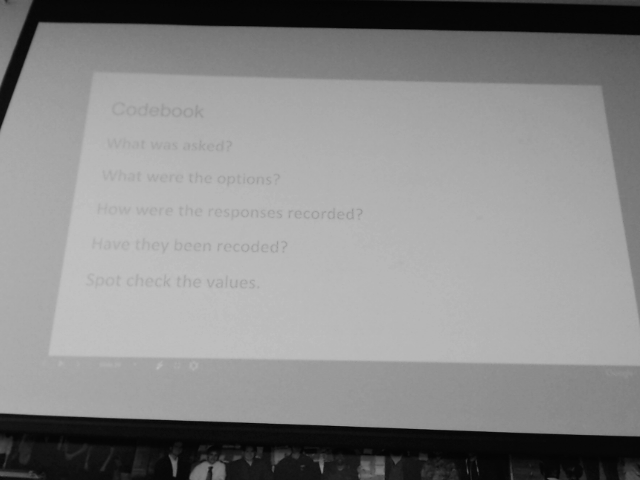 Codebook
What was asked?
What were the options?
How were the responses recorded?
Have they been recoded?
Spot check the values.